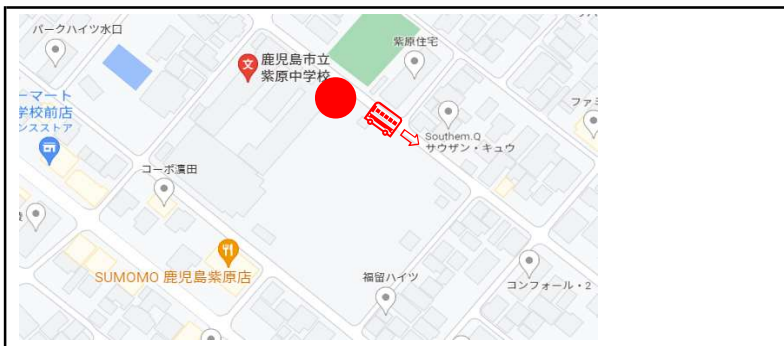 パークハイツ水口
鹿児島市立
紫原中学校
紫原住宅
ーマート
学校前店
ンスストア
ファミ
Southern.Q
サウザン・キュウ
コーポ濵田
SUMOMO 鹿児島紫原店
福留ハイツ
コンフォール・2
文